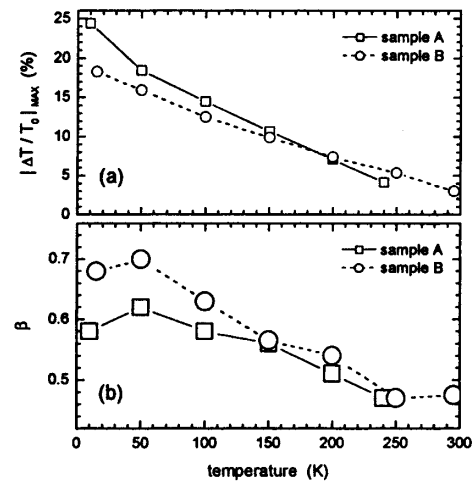 25
20
15
10
5
0
| ΔT / T₀ |MAX (%)
sample A
sample B
(a)
0.7
0.6
0.5
β
sample A
sample B
(b)
0 50 100 150 200 250 300
temperature (K)